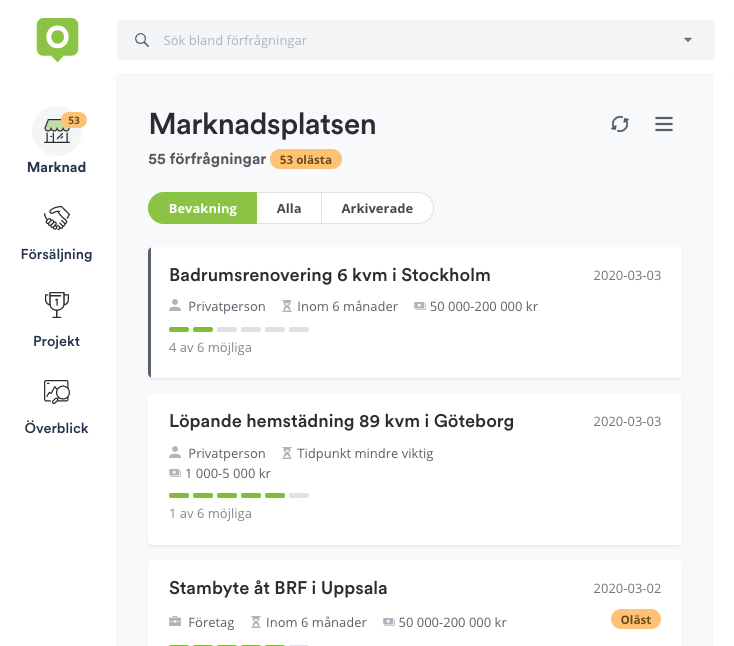 Sök bland förfrågningar
53
Marknad
Försäljning
Projekt
Överblick
Marknadsplatsen
55 förfrågningar 53 olästa
Bevakning Alla Arkiverade
Badrumsrenovering 6 kvm i Stockholm 2020-03-03
Privatperson Inom 6 månader 50 000-200 000 kr
4 av 6 möjliga
Löpande hemstädning 89 kvm i Göteborg 2020-03-03
Privatperson Tidpunkt mindre viktig
1 000-5 000 kr
1 av 6 möjliga
Stambyte åt BRF i Uppsala 2020-03-02
Oläst
Företag Inom 6 månader 50 000-200 000 kr